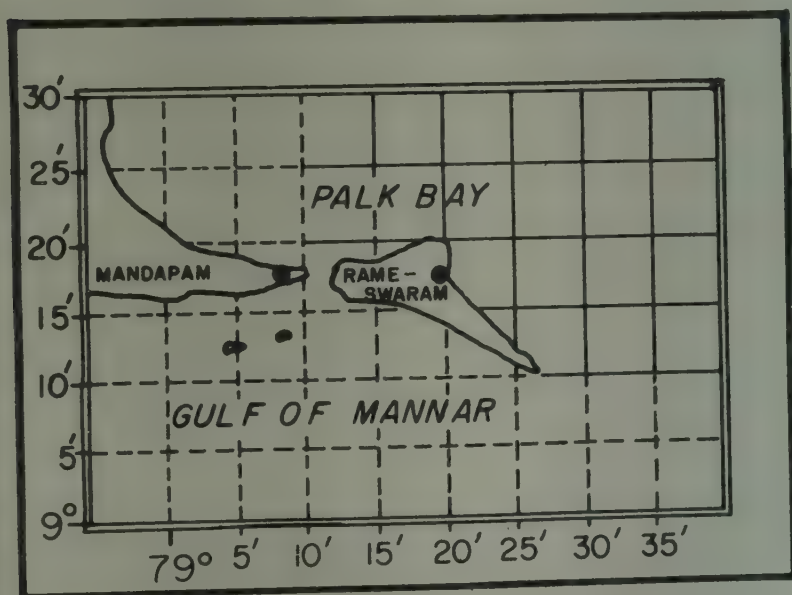 30'
25'
PALK BAY
20'
MANDAPAM
RAME-
SWARAM
15'
10'
GULF OF MANNAR
5'
9°
79° 5' 10' 15' 20' 25' 30' 35'